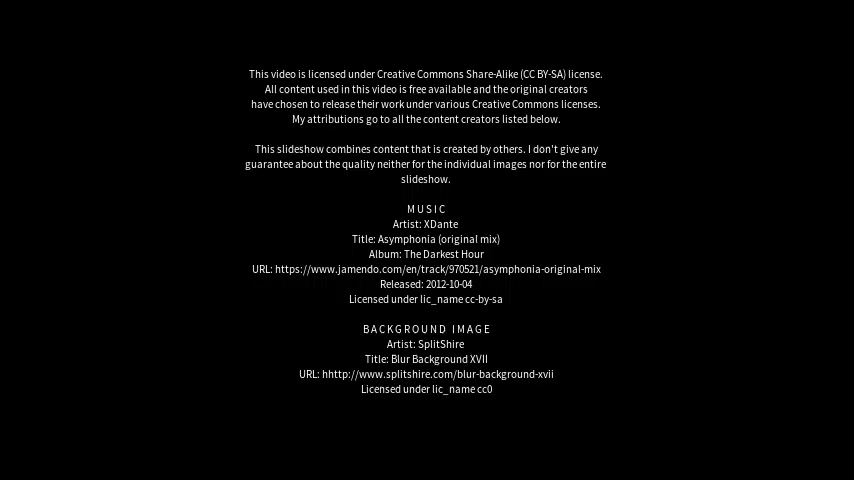 This video is licensed under Creative Commons Share-Alike (CC BY-SA) license.
All content used in this video is free available and the original creators
have chosen to release their work under various Creative Commons licenses.
My attributions go to all the content creators listed below.
This slideshow combines content that is created by others. I don't give any
guarantee about the quality neither for the individual images nor for the entire
slideshow.
MUSIC
Artist: XDante
Title: Asymphonia (original mix)
Album: The Darkest Hour
URL: https://www.jamendo.com/en/track/970521/asymphonia-original-mix
Released: 2012-10-04
Licensed under lic_name cc-by-sa
BACKGROUND IMAGE
Artist: SplitShire
Title: Blur Background XVII
URL: hhttp://www.splitshire.com/blur-background-xvii
Licensed under lic_name cc0